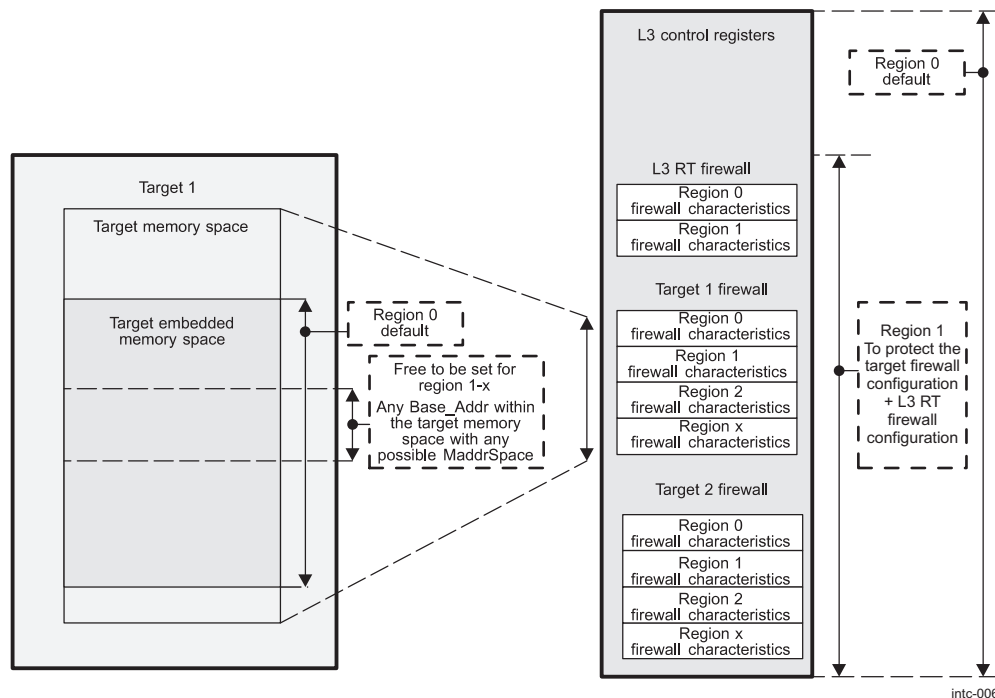 Target 1
Target memory space
Target embedded
memory space
Region 0
default
Free to be set for
region 1-x
Any Base_Addr within
the target memory
space with any
possible MaddrSpace
L3 control registers
L3 RT firewall
Region 0
firewall characteristics
Region 1
firewall characteristics
Target 1 firewall
Region 0
firewall characteristics
Region 1
firewall characteristics
Region 2
firewall characteristics
Region x
firewall characteristics
Target 2 firewall
Region 0
firewall characteristics
Region 1
firewall characteristics
Region 2
firewall characteristics
Region x
firewall characteristics
Region 0
default
Region 1
To protect the
target firewall
configuration
+ L3 RT
firewall
configuration
intc-006